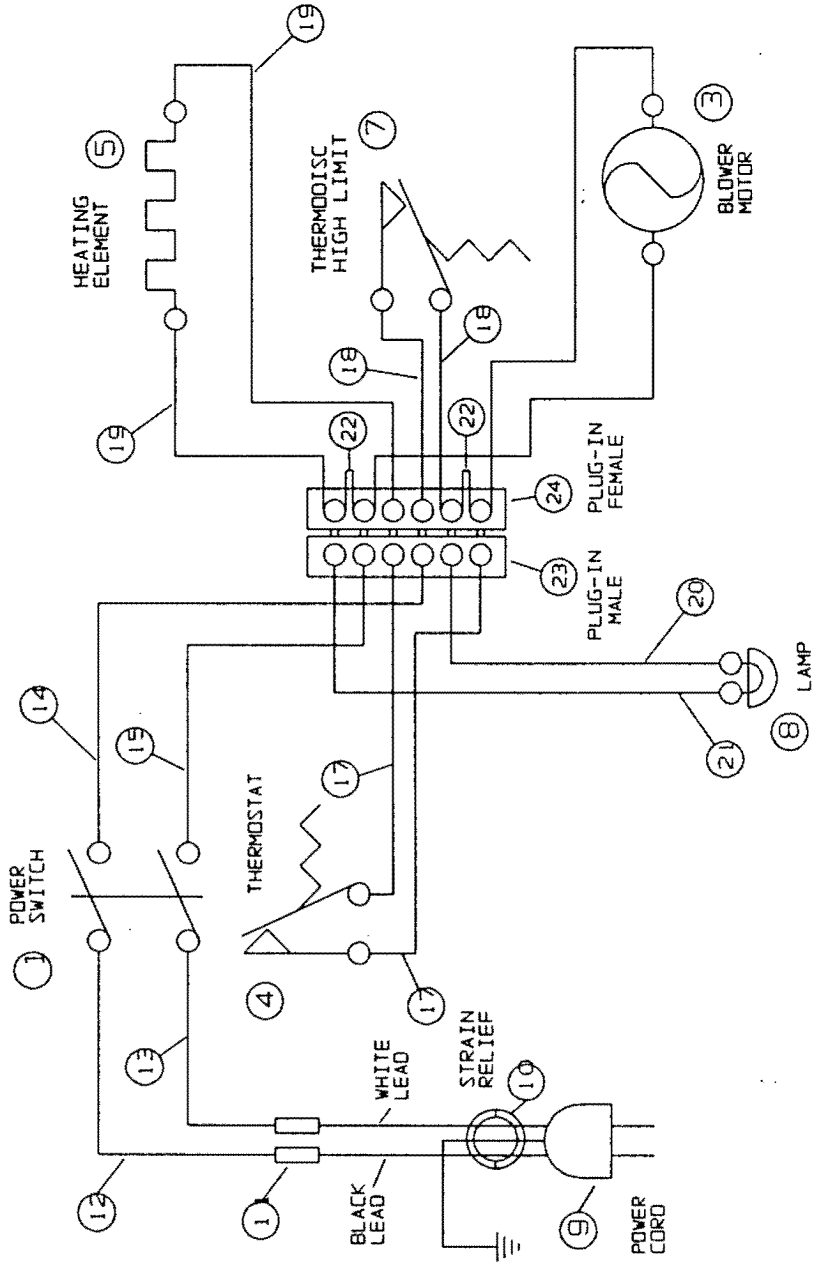 POWER
SWITCH
1
14
12
HEATING
ELEMENT
5
19
15
13
19
THERMOSTAT
4
THERMODISC
HIGH LIMIT
7
17
18
22
BLACK
LEAD
WHITE
LEAD
17
22
18
STRAIN
RELIEF
10
23
24
PLUG-IN
MALE
PLUG-IN
FEMALE
9
POWER
CORD
20
21
8
LAMP
3
BLOWER
MOTOR
19